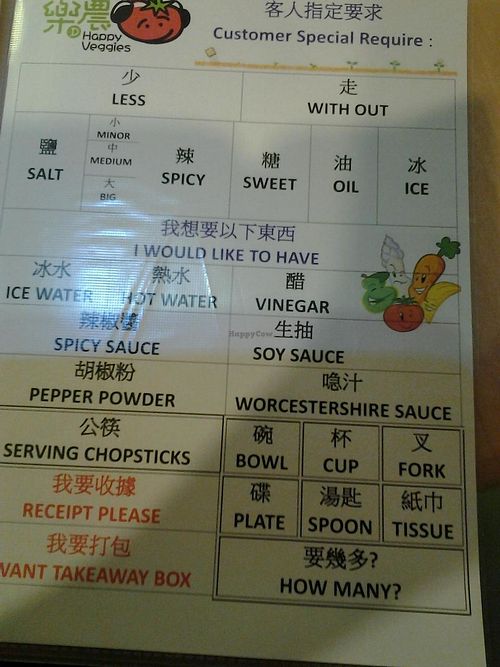 樂農
Happy
Veggies
客人指定要求
Customer Special Require :
少
LESS
走
WITH OUT
鹽
SALT
小
MINOR
中
MEDIUM
大
BIG
辣
SPICY
糖
SWEET
油
OIL
冰
ICE
我想要以下東西
I WOULD LIKE TO HAVE
冰水
ICE WATER
熱水
HOT WATER
醋
VINEGAR
辣椒醬
SPICY SAUCE
生抽
SOY SAUCE
胡椒粉
PEPPER POWDER
喼汁
WORCESTERSHIRE SAUCE
公筷
SERVING CHOPSTICKS
碗
BOWL
杯
CUP
叉
FORK
我要收據
RECEIPT PLEASE
碟
PLATE
湯匙
SPOON
紙巾
TISSUE
我要打包
WANT TAKEAWAY BOX
要幾多?
HOW MANY?
HappyCow